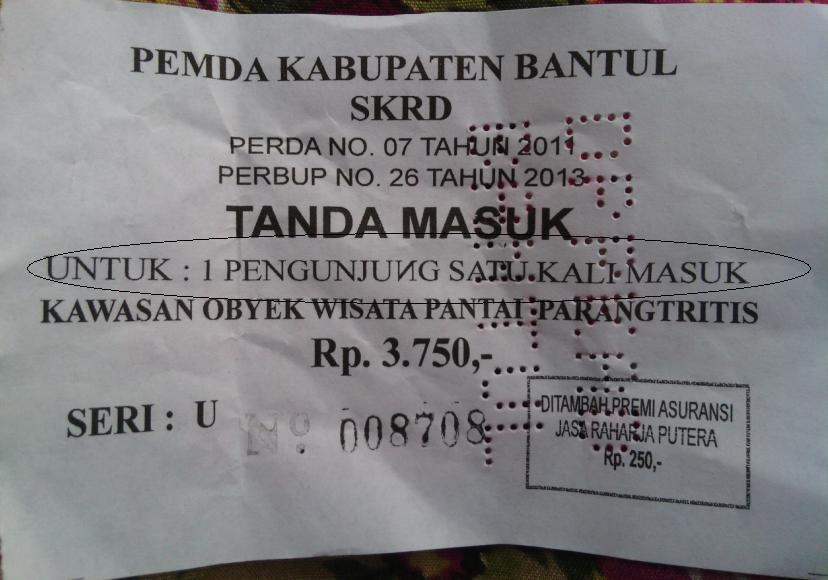 PEMDA KABUPATEN BANTUL
SKRD
PERDA NO. 07 TAHUN 2011
PERBUP NO. 26 TAHUN 2013
TANDA MASUK
UNTUK : 1 PENGUNJUNG SATU KALI MASUK
KAWASAN OBYEK WISATA PANTAI PARANGTRITIS
Rp. 3.750,-
SERI : U No 008708
DITAMBAH PREMI ASURANSI
JASA RAHARJA PUTERA
Rp. 250,-